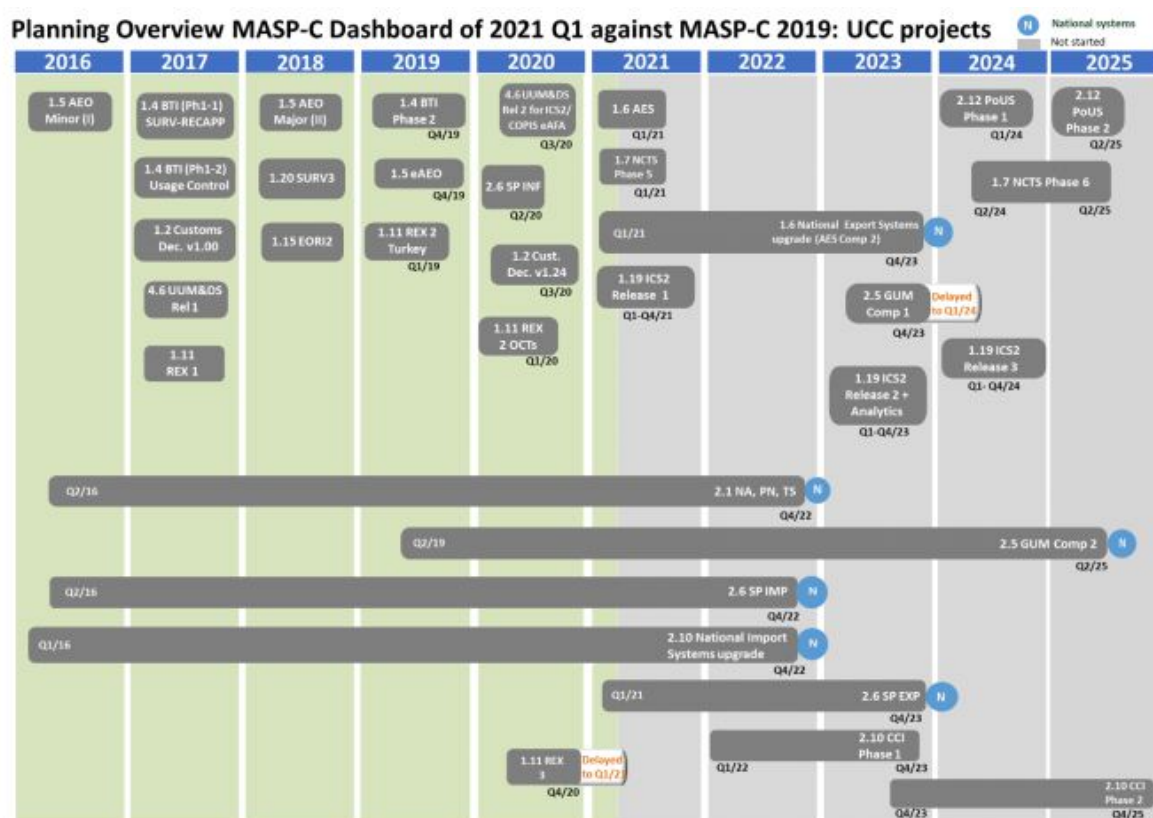 Planning Overview MASP-C Dashboard of 2021 Q1 against MASP-C 2019: UCC projects
N National systems
Not started
2016 2017 2018 2019 2020 2021 2022 2023 2024 2025
1.5 AEO
Minor (I)
1.4 BTI (Ph1-1)
SURV-RECAPP
1.5 AEO
Major (II)
1.4 BTI
Phase 2
Q4/19
4.6 UUM&DS
Rel 2 for ICS2/
COPIS eAFA
Q3/20
1.6 AES
Q1/21
2.12 PoUS
Phase 1
Q1/24
2.12
PoUS
Phase 2
Q2/25
1.4 BTI (Ph1-2)
Usage Control
1.20 SURV3
1.5 eAEO
Q4/19
2.6 SP INF
Q2/20
1.7 NCTS
Phase 5
Q1/21
1.7 NCTS Phase 6
Q2/24
Q2/25
1.2 Customs
Dec. v1.00
1.15 EORI2
1.11 REX 2
Turkey
Q1/19
1.2 Cust.
Dec. v1.24
Q3/20
Q1/21
1.6 National Export Systems
upgrade (AES Comp 2)
N
Q4/23
4.6 UUM&DS
Rel 1
1.19 ICS2
Release 1
Q1-Q4/21
2.5 GUM
Comp 1
Q4/23
Delayed
to Q1/24
1.11
REX 1
1.11 REX
2 OCTs
Q1/20
1.19 ICS2
Release 3
Q1- Q4/24
1.19 ICS2
Release 2 +
Analytics
Q1-Q4/23
Q2/16
2.1 NA, PN, TS
N
Q4/22
Q2/19
2.5 GUM Comp 2
N
Q2/25
Q2/16
2.6 SP IMP
N
Q4/22
Q1/16
2.10 National Import
Systems upgrade
N
Q4/22
Q1/21
2.6 SP EXP
N
Q4/23
1.11 REX
3
Q4/20
Delayed
to Q1/21
2.10 CCI
Phase 1
Q1/22
Q4/23
2.10 CCI
Phase 2
Q4/23
Q4/25